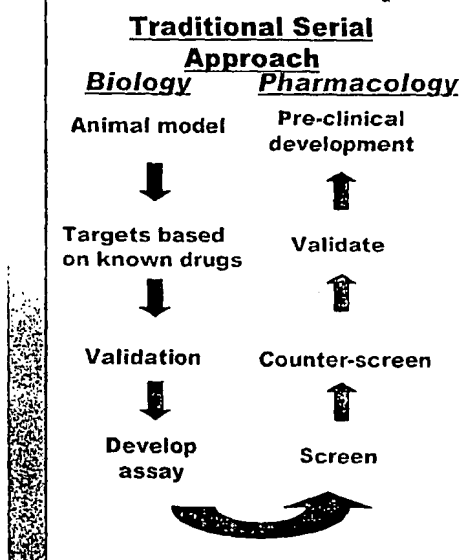 Traditional Serial
Approach
Biology
Pharmacology
Animal model
Targets based
on known drugs
Validation
Develop
assay
Pre-clinical
development
Validate
Counter-screen
Screen